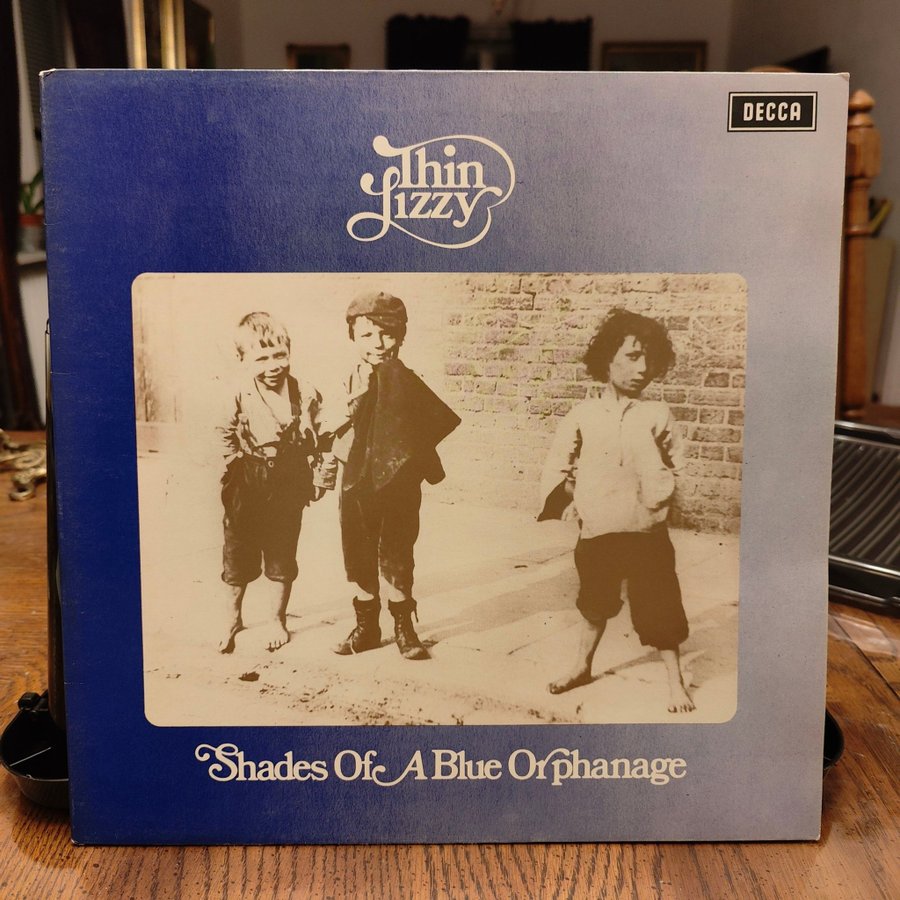 DECCA
Thin
Lizzy
Shades Of A Blue Orphanage